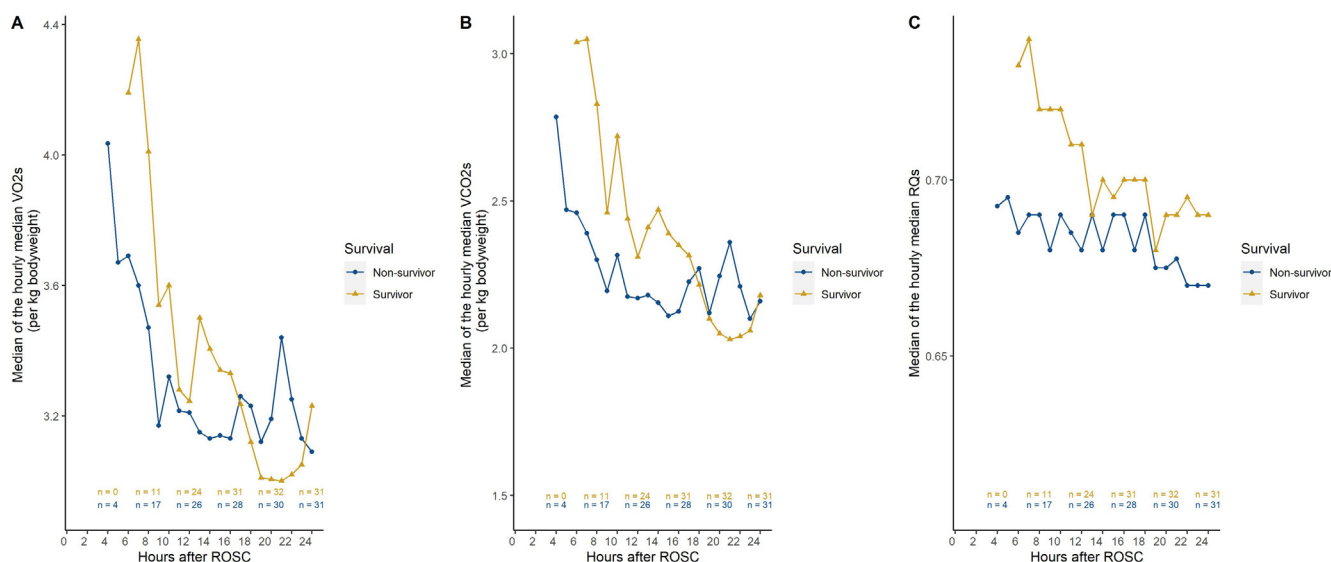 A
Median of the hourly median VO2s
(per kg bodyweight)
4.4
4.0
3.6
3.2
n = 0 n = 11 n = 24 n = 31 n = 32 n = 31
n = 4 n = 17 n = 26 n = 28 n = 30 n = 31
0 2 4 6 8 10 12 14 16 18 20 22 24
Hours after ROSC
Survival
Non-survivor
Survivor
B
Median of the hourly median VCO2s
(per kg bodyweight)
3.0
2.5
2.0
1.5
n = 0 n = 11 n = 24 n = 31 n = 32 n = 31
n = 4 n = 17 n = 26 n = 28 n = 30 n = 31
0 2 4 6 8 10 12 14 16 18 20 22 24
Hours after ROSC
Survival
Non-survivor
Survivor
C
Median of the hourly median RQs
0.70
0.65
n = 0 n = 11 n = 24 n = 31 n = 32 n = 31
n = 4 n = 17 n = 26 n = 28 n = 30 n = 31
0 2 4 6 8 10 12 14 16 18 20 22 24
Hours after ROSC
Survival
Non-survivor
Survivor